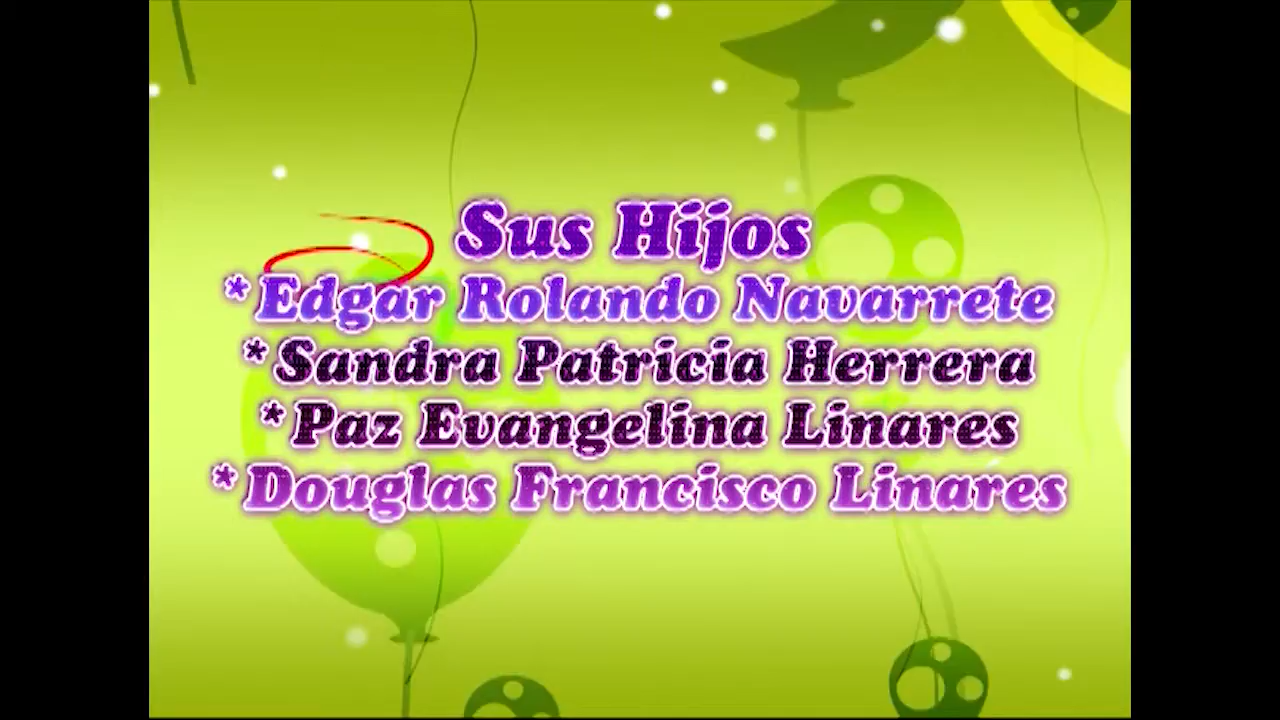 Sus Hijos
*Edgar Rolando Navarrete
*Sandra Patricia Herrera
*Paz Evangelina Linares
*Douglas Francisco Linares